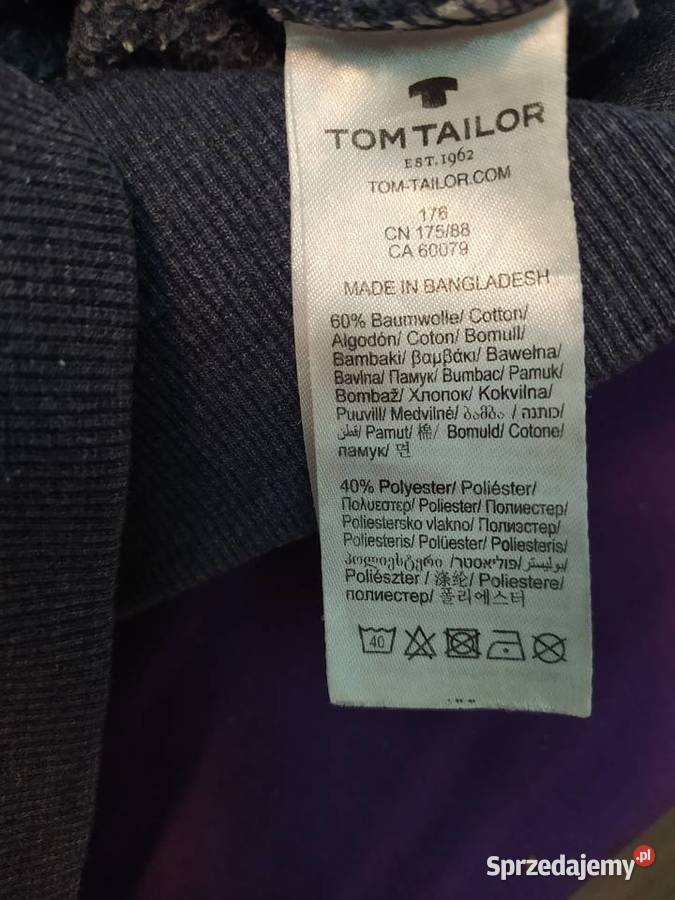 TOM TAILOR
EST. 1962
TOM-TAILOR.COM
176
CN 175/88
CA 60079
MADE IN BANGLADESH
60% Baumwolle/ Cotton/
Algodón/ Coton/ Bomull/
Bambaki/ βαμβάκι/ Bawełna/
Bavlna/ Памук/ Bumbac/ Pamuk/
Bombaž/ Хлопок/ Kokvilna/
Puuvill/ Medvilnė/ ბამბა / כותנה/
قطن/ Pamut/ 棉/ Bomuld/ Cotone/
памук/ 면
40% Polyester/ Poliéster/
Πολυεστερ/ Poliester/ Полиестер/
Poliestersko vlakno/ Полиэстер/
Poliesteris/ Polüester/ Poliesteris/
პოლიესტერი /פוליאסטר/ بوليستر/
Poliészter / 涤纶/ Poliestere/
полиестер/ 폴리에스터
40
Sprzedajemy.pl